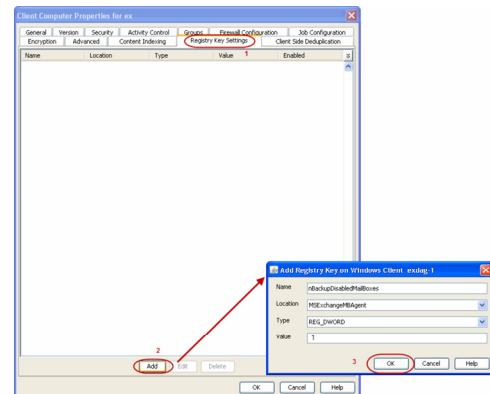 Client Computer Properties for ex
General Version Security Activity Control Groups Firewall Configuration Job Configuration
Encryption Advanced Content Indexing Registry Key Settings Client Side Deduplication
1
Name Location Type Value Enabled
Add Registry Key on Windows Client exdag-1
Name nBackupDisabledMailBoxes
Location MSExchangeMBAgent
Type REG_DWORD
value 1
2
3
OK Cancel Help
Add Edit Delete
OK Cancel Help